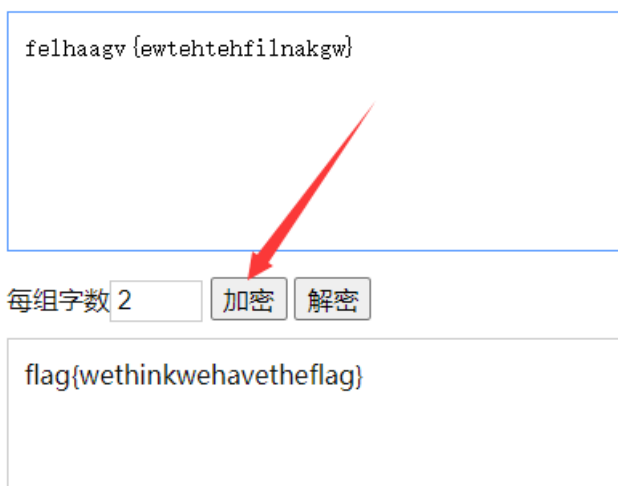 felhaagv{ewtehtehfilnakgw}
每组字数2 加密 解密
flag{wethinkwehavetheflag}